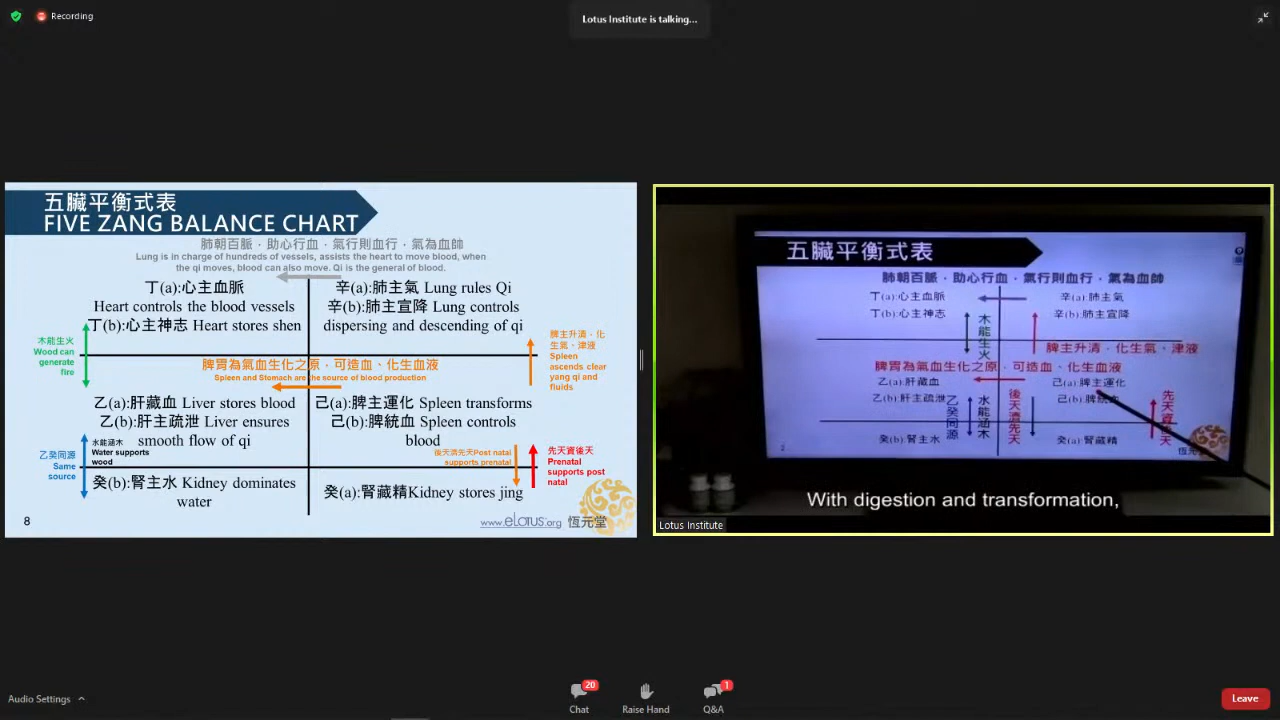 Recording
Lotus Institute is talking...
五臟平衡式表
FIVE ZANG BALANCE CHART
肺朝百脈．助心行血．氣行則血行．氣為血帥
Lung is in charge of hundreds of vessels, assists the heart to move blood, when
the qi moves, blood can also move. Qi is the general of blood.
丁(a):心主血脈
Heart controls the blood vessels
丁(b):心主神志 Heart stores shen
辛(a):肺主氣 Lung rules Qi
辛(b):肺主宣降 Lung controls
dispersing and descending of qi
木能生火
Wood can
generate
fire
脾胃為氣血生化之原．可造血、化生血液
Spleen and Stomach are the source of blood production
脾主升清．化
生氣、津液
Spleen
ascends clear
yang qi and
fluids
乙(a):肝藏血 Liver stores blood
乙(b):肝主疏泄 Liver ensures
smooth flow of qi
己(a):脾主運化 Spleen transforms
己(b):脾統血 Spleen controls
blood
乙癸同源
Same
source
水能涵木
Water supports
wood
後天濟先天Post natal
supports prenatal
先天資後天
Prenatal
supports post
natal
癸(b):腎主水 Kidney dominates
water
癸(a):腎藏精Kidney stores jing
8
www.eLotus.org 恆元堂
五臟平衡式表
肺朝百脈．助心行血．氣行則血行．氣為血帥
丁(a):心主血脈
丁(b):心主神志
辛(a):肺主氣
辛(b):肺主宣降
木能生火
脾主升清．化生氣、津液
脾胃為氣血生化之原．可造血、化生血液
乙(a):肝藏血
乙(b):肝主疏泄
己(a):脾主運化
己(b):脾統血
乙癸同源
水能涵木
後天濟先天
先天資
癸(b):腎主水
癸(a):腎藏精
2
With digestion and transformation,
Lotus Institute
Audio Settings
20
Chat
Raise Hand
1
Q&A
Leave